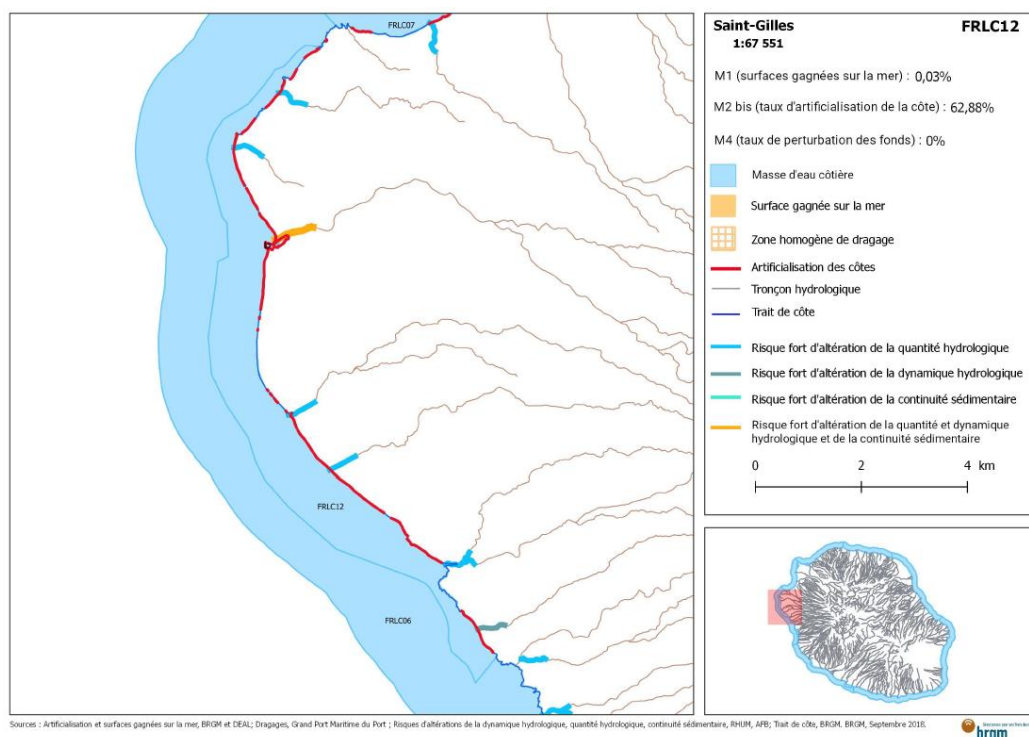 FRLC07
FRLC12
FRLC06
Saint-Gilles FRLC12
1:67 551
M1 (surfaces gagnées sur la mer) : 0,03%
M2 bis (taux d'artificialisation de la côte) : 62,88%
M4 (taux de perturbation des fonds) : 0%
Masse d'eau côtière
Surface gagnée sur la mer
Zone homogène de dragage
Artificialisation des côtes
Tronçon hydrologique
Trait de côte
Risque fort d'altération de la quantité hydrologique
Risque fort d'altération de la dynamique hydrologique
Risque fort d'altération de la continuité sédimentaire
Risque fort d'altération de la quantité et dynamique
hydrologique et de la continuité sédimentaire
0 2 4 km
Sources : Artificialisation et surfaces gagnées sur la mer, BRGM et DEAL; Dragages, Grand Port Maritime du Port ; Risques d'altérations de la dynamique hydrologique, quantité hydrologique, continuité sédimentaire, RHUM, AFB; Trait de côte, BRGM. BRGM, Septembre 2018.
brgm